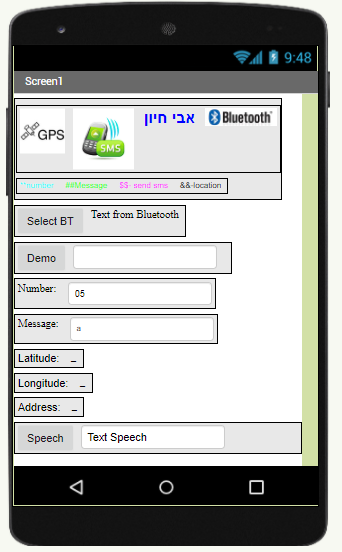 9:48
Screen1
GPS SMS אבי חיון Bluetooth
**number ##Message $$- send sms &&-location
Select BT Text from Bluetooth
Demo
Number: 05
Message: a
Latitude: _
Longitude: _
Address: _
Speech Text Speech